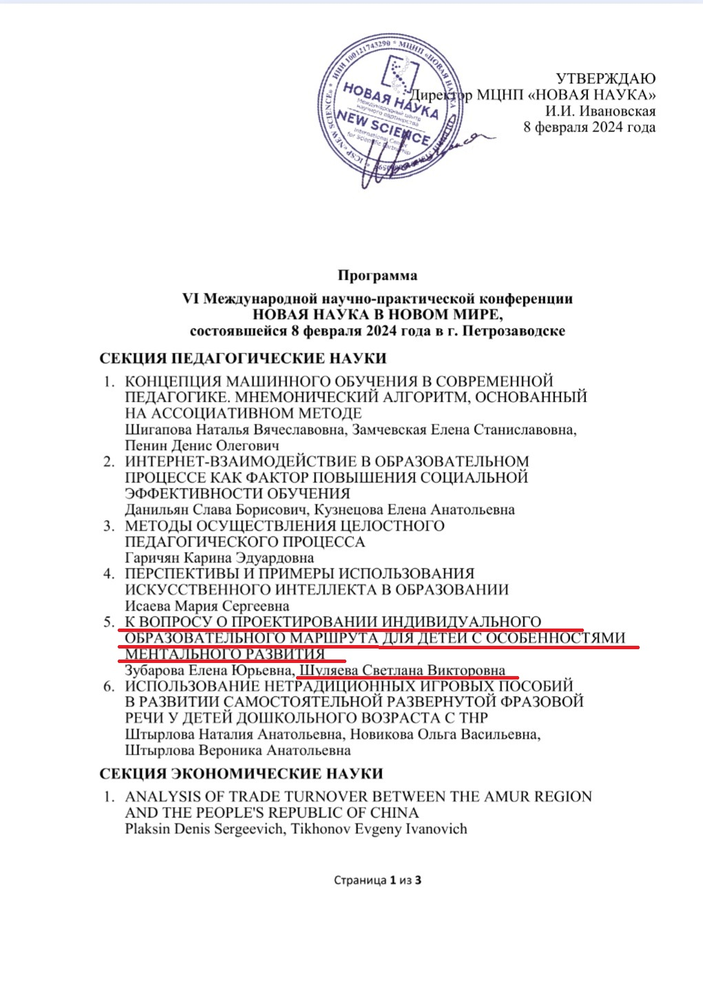 ИНН 100121743290 * МЦНП «НОВАЯ НАУКА
ICSP «NEW SCIENCE» *
НОВАЯ НАУКА
Международный центр
научного партнерства
NEW SCIENCE
International Center
for Scientific Partnership
УТВЕРЖДАЮ
Директор МЦНП «НОВАЯ НАУКА»
И.И. Ивановская
8 февраля 2024 года
Программа
VI Международной научно-практической конференции
НОВАЯ НАУКА В НОВОМ МИРЕ,
состоявшейся 8 февраля 2024 года в г. Петрозаводске
СЕКЦИЯ ПЕДАГОГИЧЕСКИЕ НАУКИ
1. КОНЦЕПЦИЯ МАШИННОГО ОБУЧЕНИЯ В СОВРЕМЕННОЙ
ПЕДАГОГИКЕ. МНЕМОНИЧЕСКИЙ АЛГОРИТМ, ОСНОВАННЫЙ
НА АССОЦИАТИВНОМ МЕТОДЕ
Шигапова Наталья Вячеславовна, Замчевская Елена Станиславовна,
Пенин Денис Олегович
2. ИНТЕРНЕТ-ВЗАИМОДЕЙСТВИЕ В ОБРАЗОВАТЕЛЬНОМ
ПРОЦЕССЕ КАК ФАКТОР ПОВЫШЕНИЯ СОЦИАЛЬНОЙ
ЭФФЕКТИВНОСТИ ОБУЧЕНИЯ
Данильян Слава Борисович, Кузнецова Елена Анатольевна
3. МЕТОДЫ ОСУЩЕСТВЛЕНИЯ ЦЕЛОСТНОГО
ПЕДАГОГИЧЕСКОГО ПРОЦЕССА
Гаричян Карина Эдуардовна
4. ПЕРСПЕКТИВЫ И ПРИМЕРЫ ИСПОЛЬЗОВАНИЯ
ИСКУССТВЕННОГО ИНТЕЛЛЕКТА В ОБРАЗОВАНИИ
Исаева Мария Сергеевна
5. К ВОПРОСУ О ПРОЕКТИРОВАНИИ ИНДИВИДУАЛЬНОГО
ОБРАЗОВАТЕЛЬНОГО МАРШРУТА ДЛЯ ДЕТЕЙ С ОСОБЕННОСТЯМИ
МЕНТАЛЬНОГО РАЗВИТИЯ
Зубарова Елена Юрьевна, Шуляева Светлана Викторовна
6. ИСПОЛЬЗОВАНИЕ НЕТРАДИЦИОННЫХ ИГРОВЫХ ПОСОБИЙ
В РАЗВИТИИ САМОСТОЯТЕЛЬНОЙ РАЗВЕРНУТОЙ ФРАЗОВОЙ
РЕЧИ У ДЕТЕЙ ДОШКОЛЬНОГО ВОЗРАСТА С ТНР
Штырлова Наталия Анатольевна, Новикова Ольга Васильевна,
Штырлова Вероника Анатольевна
СЕКЦИЯ ЭКОНОМИЧЕСКИЕ НАУКИ
1. ANALYSIS OF TRADE TURNOVER BETWEEN THE AMUR REGION
AND THE PEOPLE'S REPUBLIC OF CHINA
Plaksin Denis Sergeevich, Tikhonov Evgeny Ivanovich
Страница 1 из 3